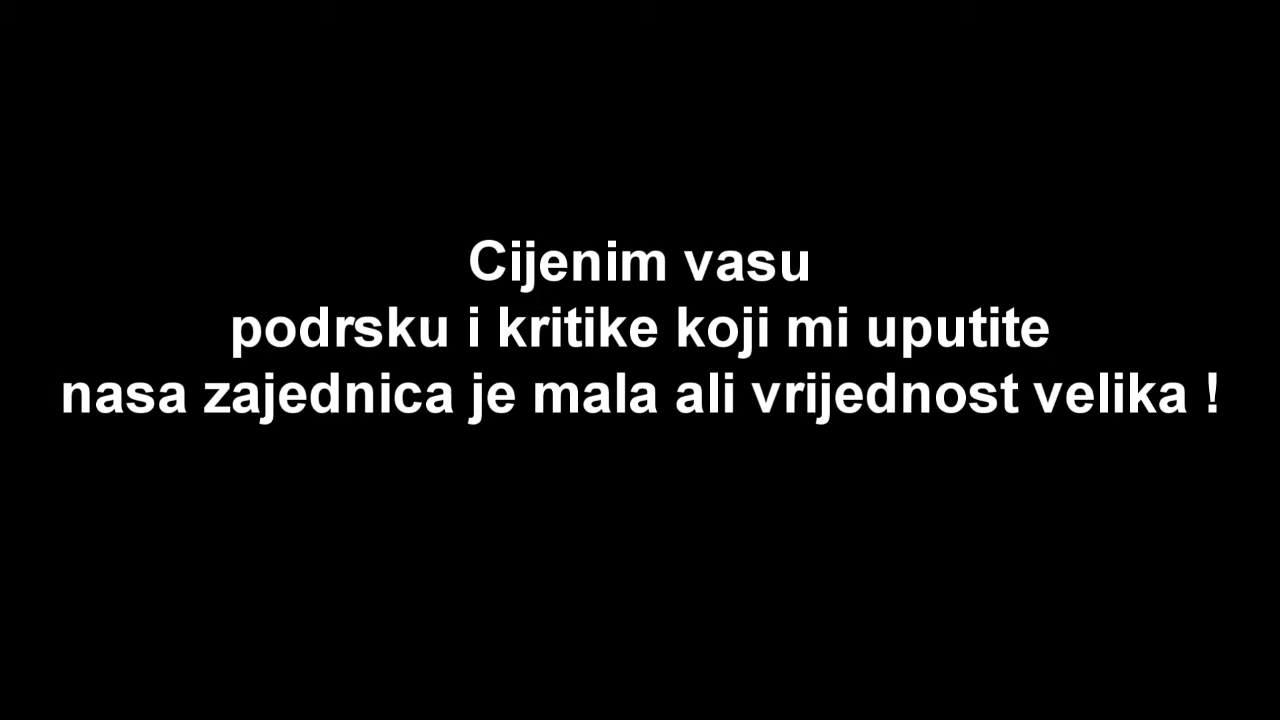 Cijenim vasu
podrsku i kritike koji mi uputite
nasa zajednica je mala ali vrijednost velika !